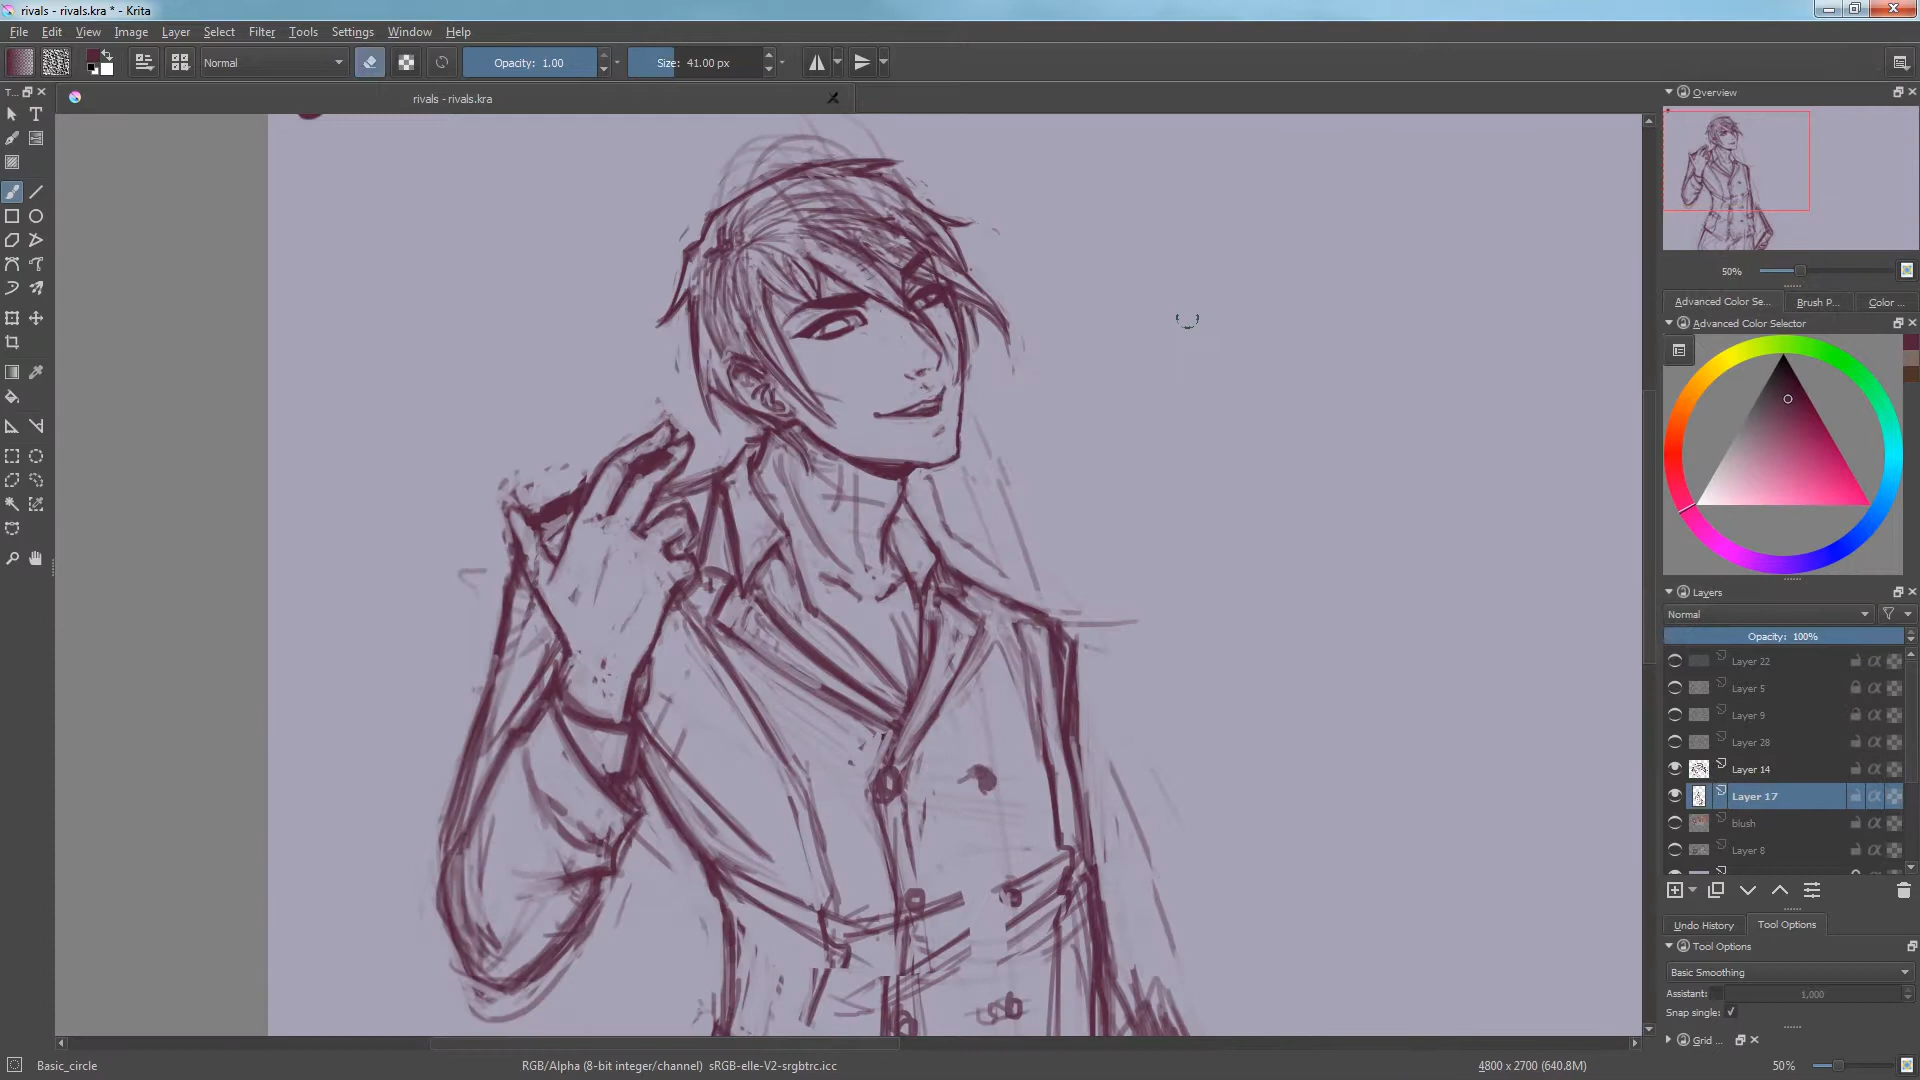 rivals - rivals.kra * - Krita
File Edit View Image Layer Select Filter Tools Settings Window Help
Normal Opacity: 1.00 Size: 41.00 px
T...
rivals - rivals.kra
T
Overview
50%
Advanced Color Se... Brush P... Color ...
Advanced Color Selector
Layers
Normal
Opacity: 100%
Layer 22
Layer 5
Layer 9
Layer 28
Layer 14
Layer 17
blush
Layer 8
Undo History Tool Options
Tool Options
Basic Smoothing
Assistant: 1,000
Snap single:
Grid ...
Basic_circle RGB/Alpha (8-bit integer/channel) sRGB-elle-V2-srgbtrc.icc 4800 x 2700 (640.8M) 50%